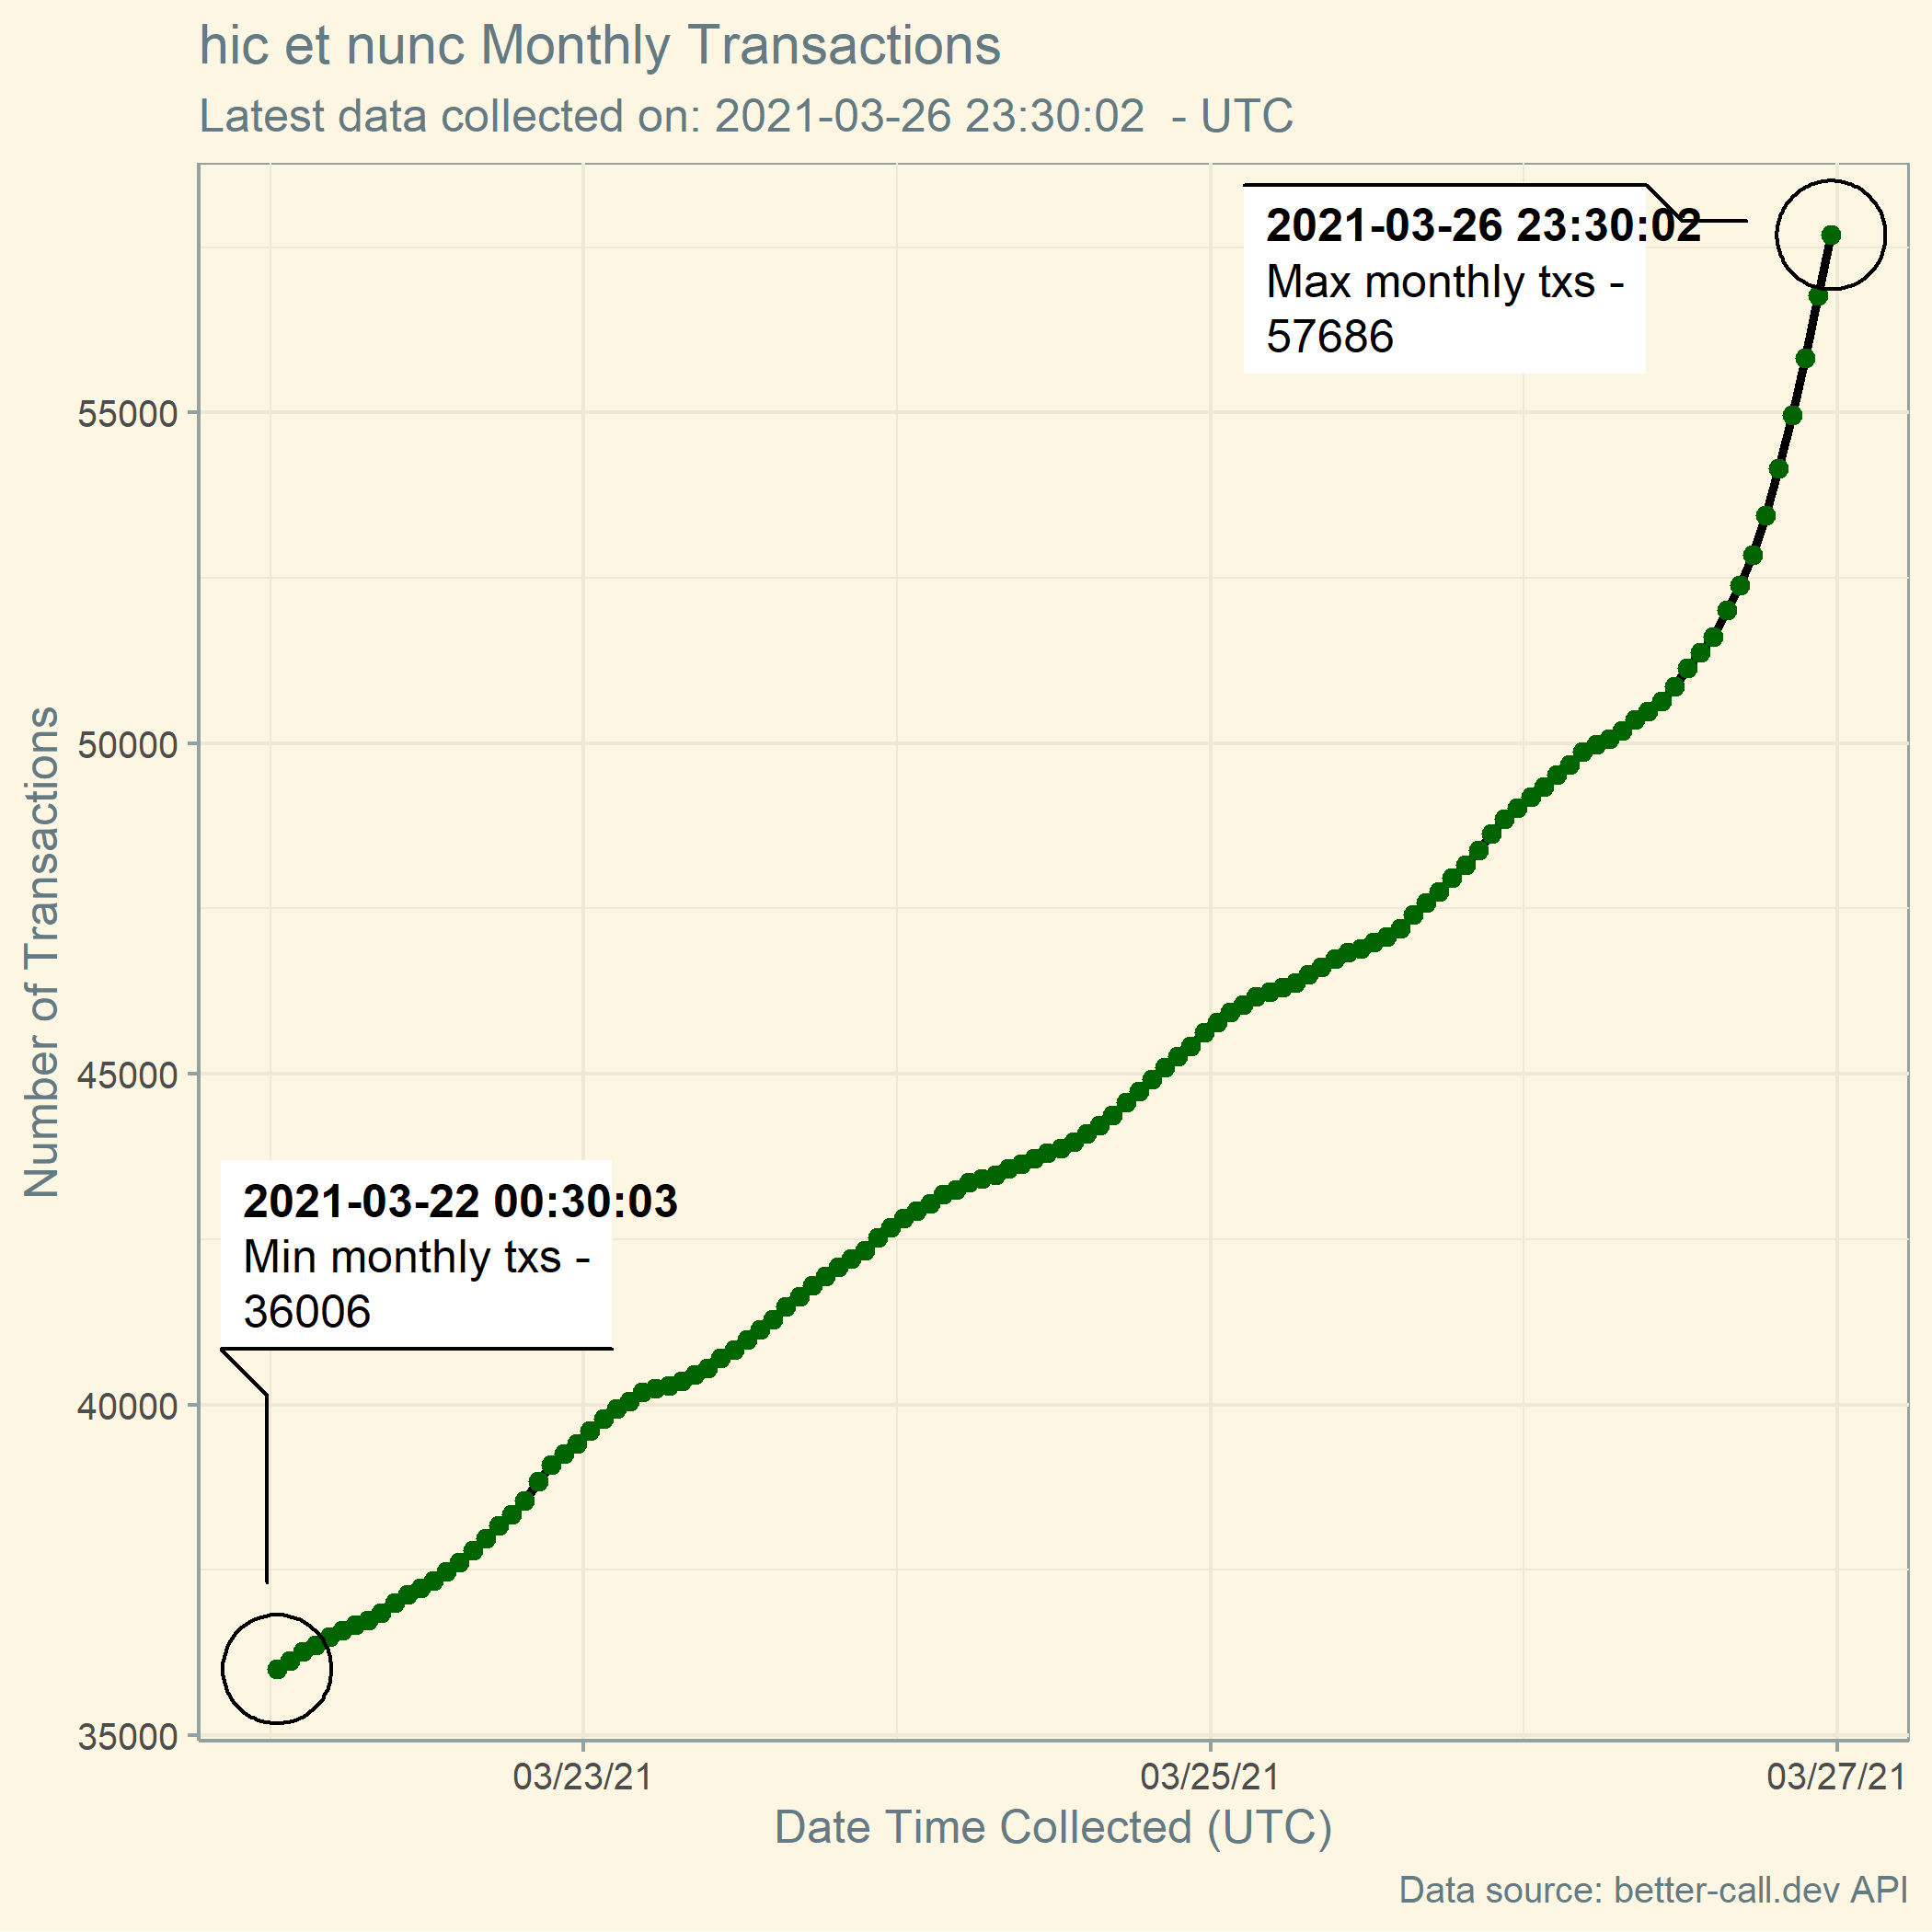 hic et nunc Monthly Transactions
Latest data collected on: 2021-03-26 23:30:02  - UTC
2021-03-26 23:30:02
Max monthly txs -
57686
55000
50000
45000
40000
35000
Number of Transactions
2021-03-22 00:30:03
Min monthly txs -
36006
03/23/21 03/25/21 03/27/21
Date Time Collected (UTC)
Data source: better-call.dev API